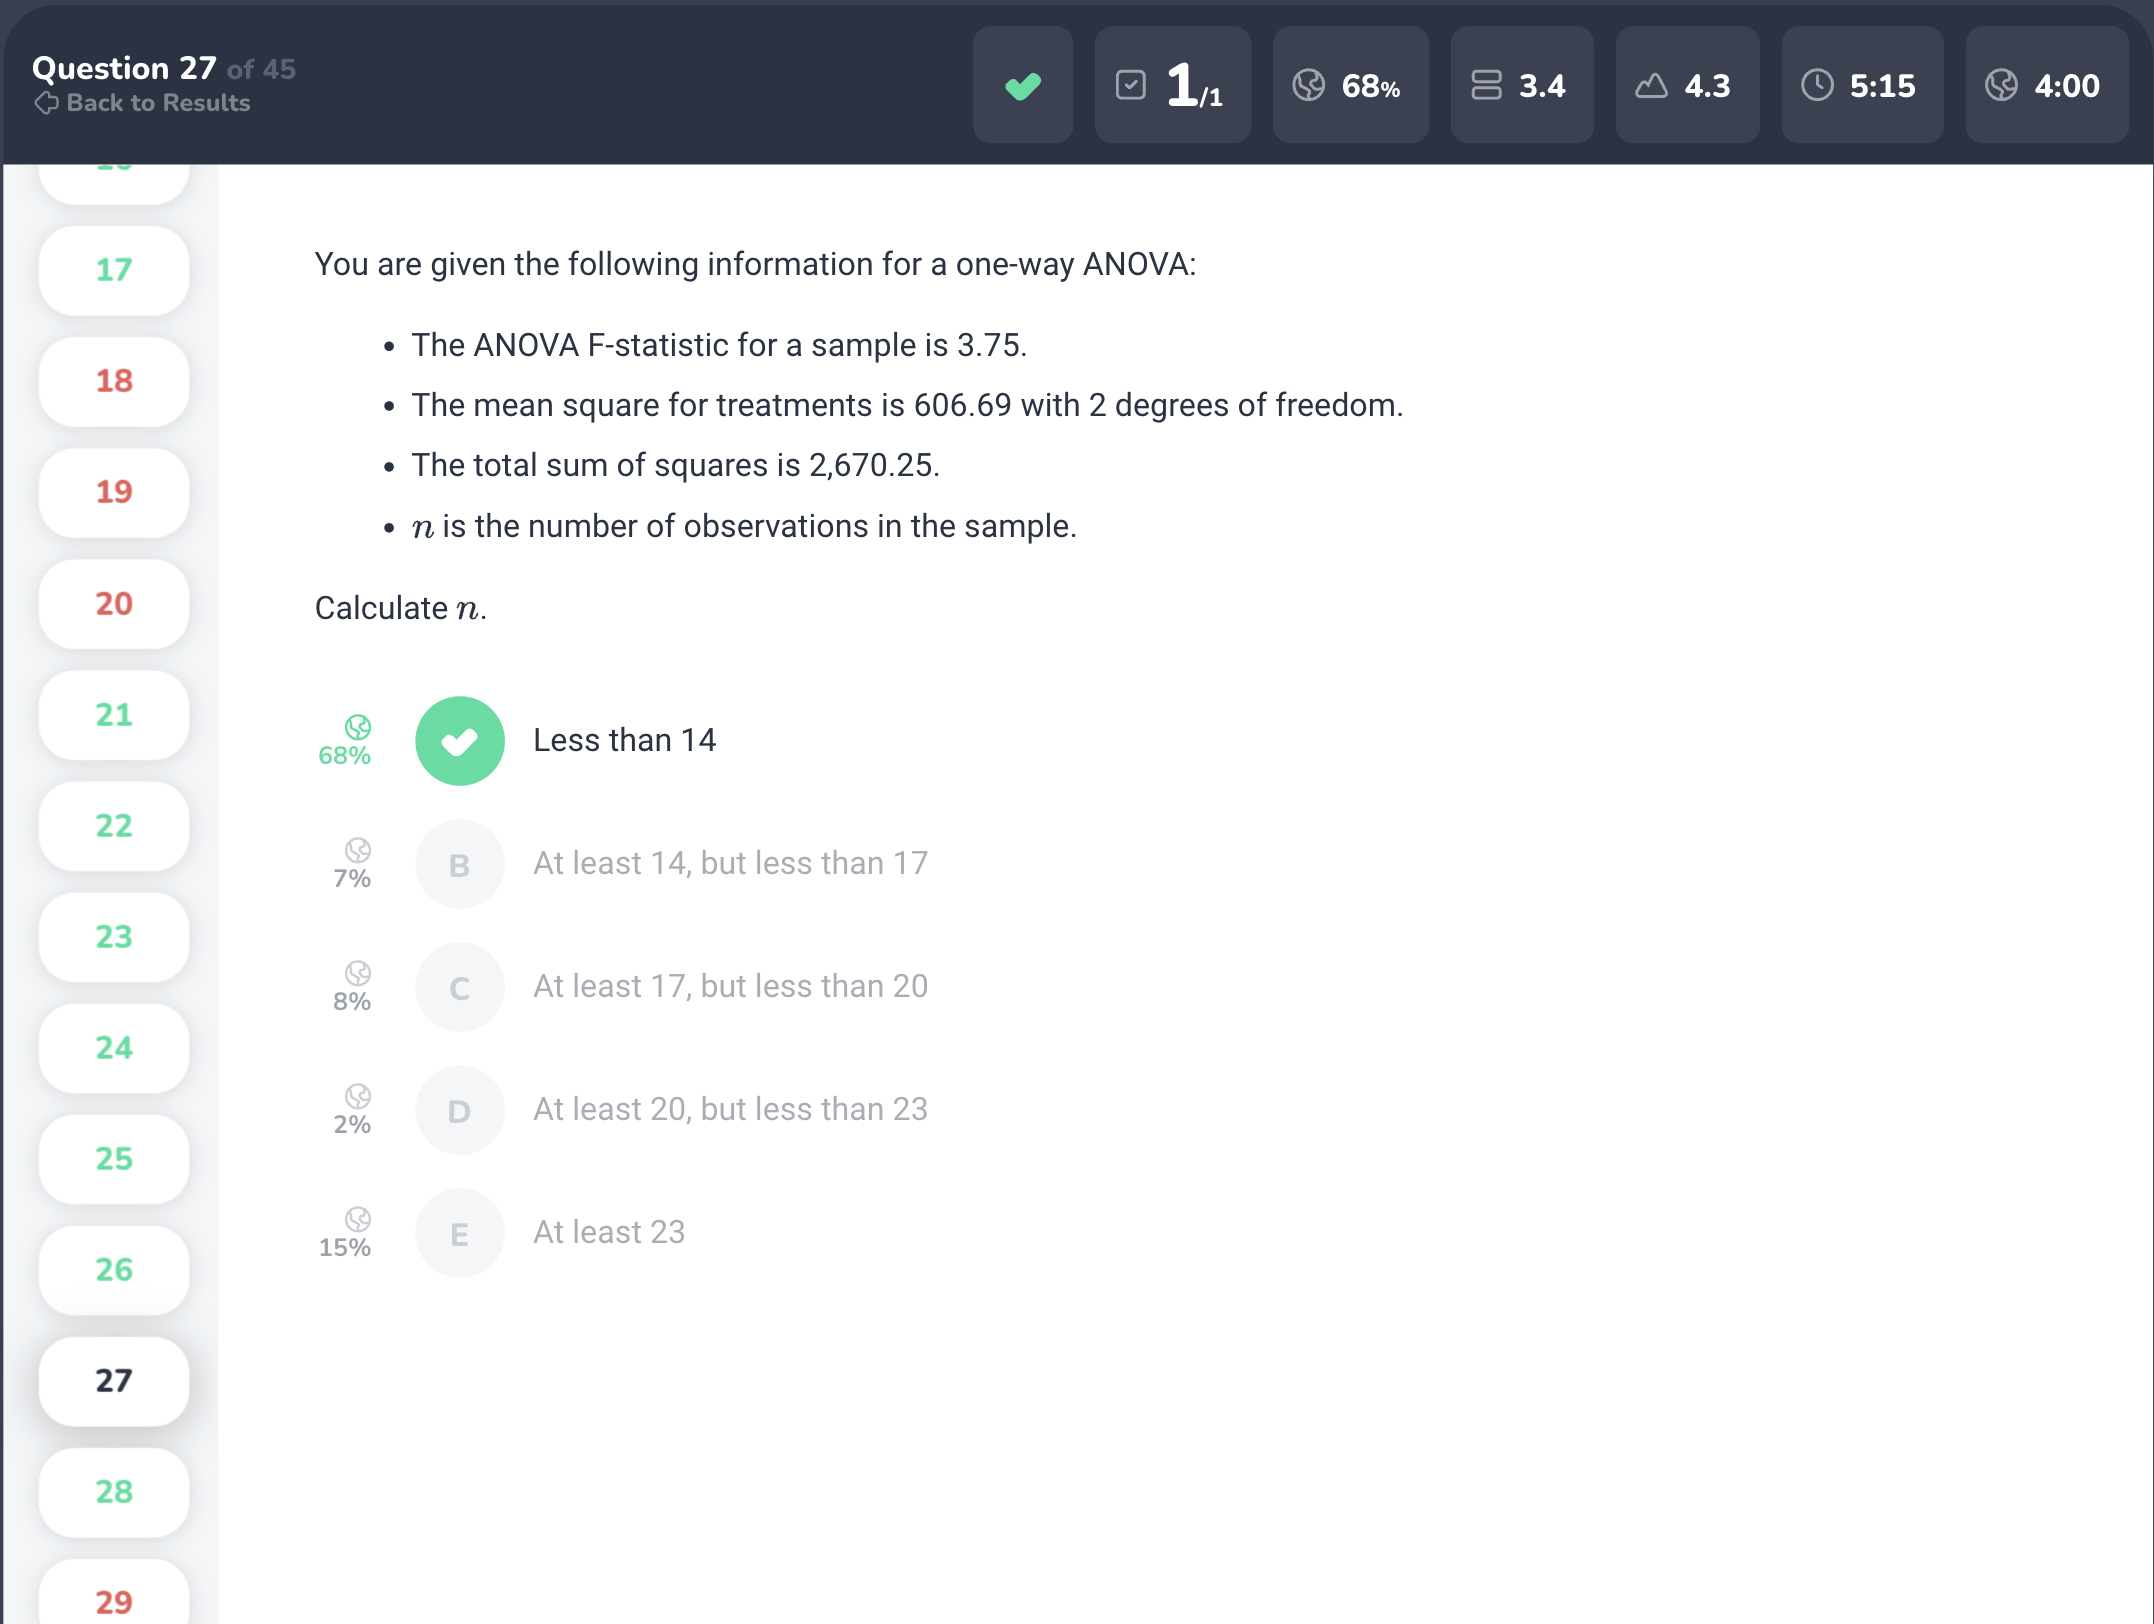 Question 27 of 45
Back to Results
1/1
68%
3.4
4.3
5:15
4:00
17
18
19
20
21
22
23
24
25
26
27
28
29
You are given the following information for a one-way ANOVA:
• The ANOVA F-statistic for a sample is 3.75.
• The mean square for treatments is 606.69 with 2 degrees of freedom.
• The total sum of squares is 2,670.25.
• n is the number of observations in the sample.
Calculate n.
68% Less than 14
7% B At least 14, but less than 17
8% C At least 17, but less than 20
2% D At least 20, but less than 23
15% E At least 23